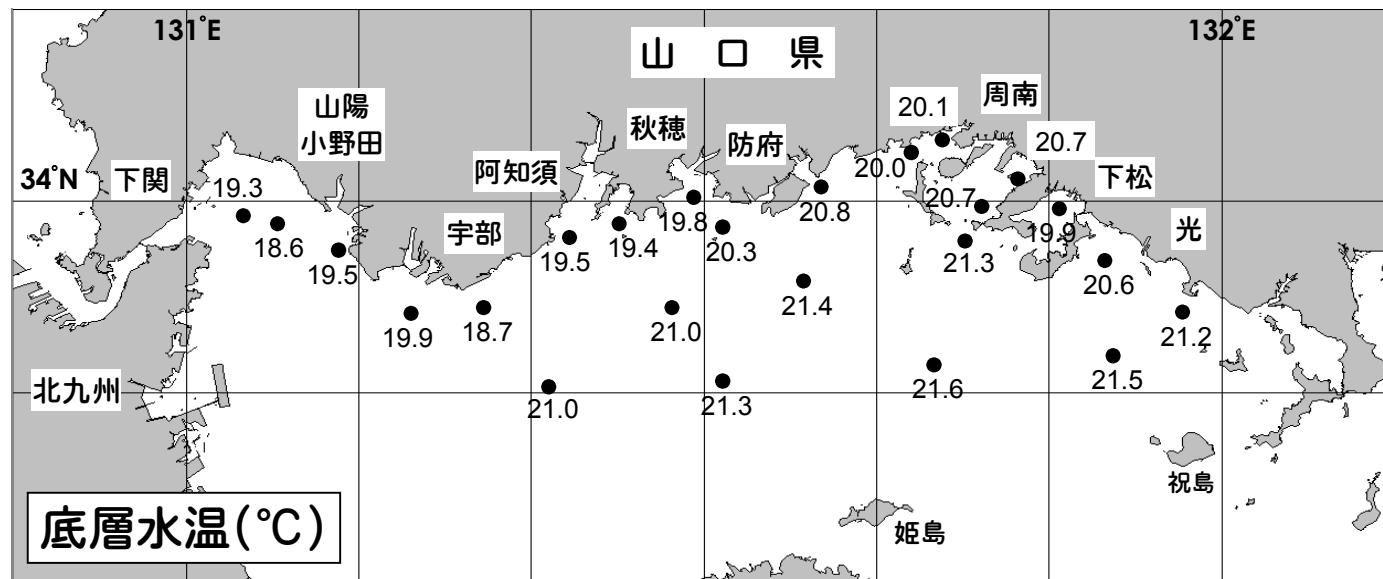 131°E
132°E
山 口 県
山陽
小野田
秋穂
防府
20.1
周南
20.7
下松
34°N
下関
19.3
阿知須
20.0
宇部
18.6
19.5
19.5
19.4
19.8
20.3
20.8
20.7
19.9
光
21.3
20.6
19.9
18.7
21.0
21.4
21.2
北九州
21.0
21.3
21.6
21.5
祝島
姫島
底層水温(℃)